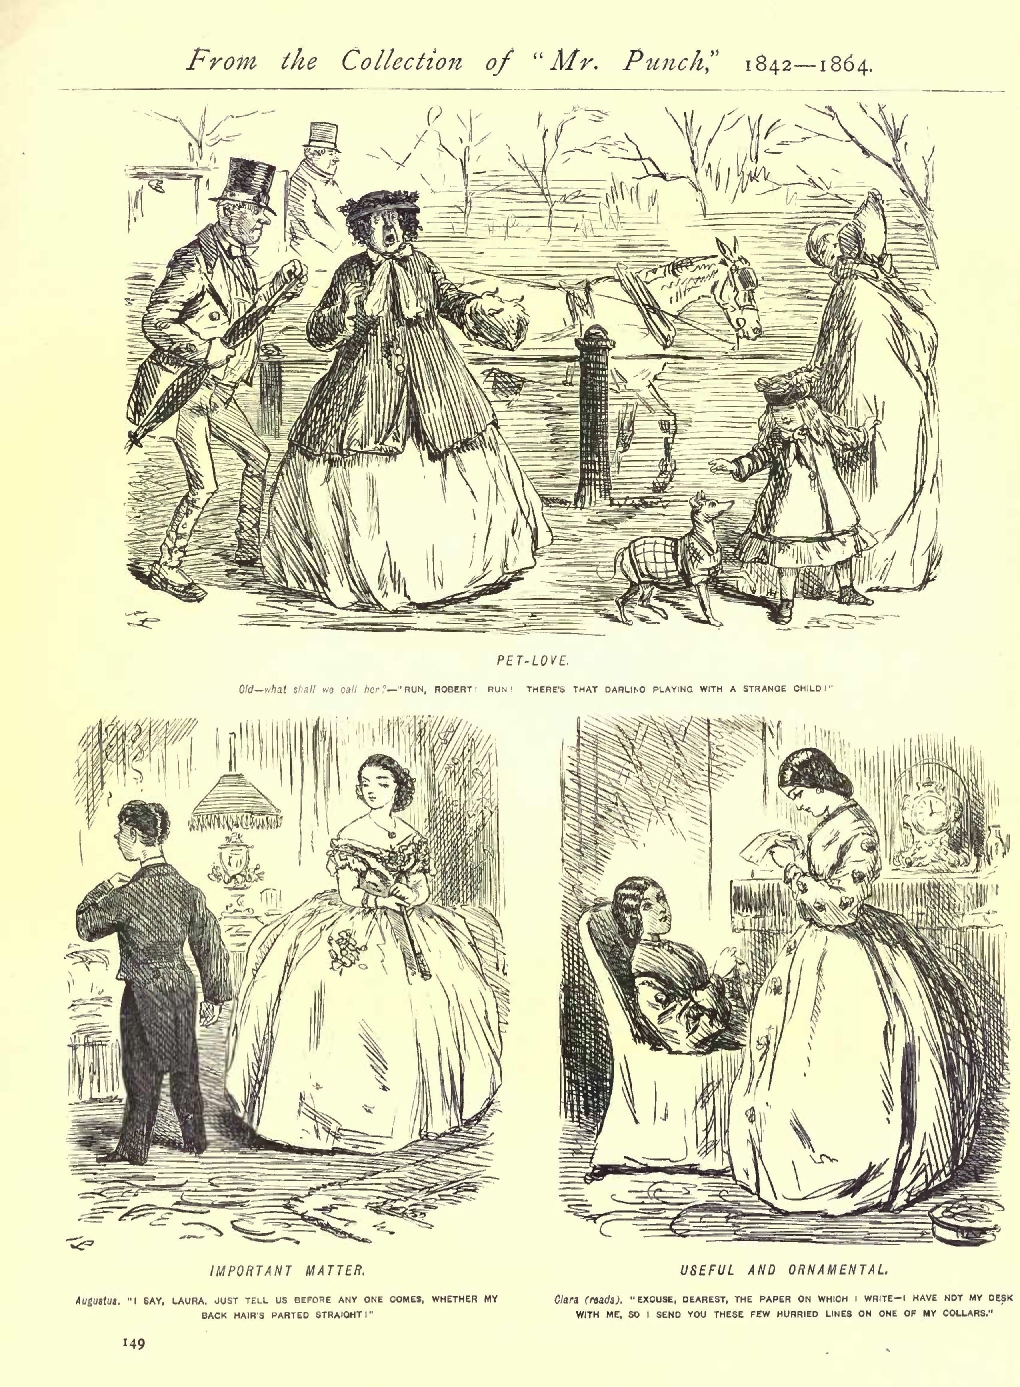 From the Collection of "Mr. Punch," 1842—1864.
PET-LOVE.
Old—what shall we call her?—"RUN, ROBERT! RUN! THERE'S THAT DARLING PLAYING WITH A STRANGE CHILD!"
IMPORTANT MATTER.
Augustus. "I SAY, LAURA, JUST TELL US BEFORE ANY ONE COMES, WHETHER MY
BACK HAIR'S PARTED STRAIGHT!"
USEFUL AND ORNAMENTAL.
Clara (reads). "EXCUSE, DEAREST, THE PAPER ON WHICH I WRITE—I HAVE NOT MY DESK
WITH ME, SO I SEND YOU THESE FEW HURRIED LINES ON ONE OF MY COLLARS."
149